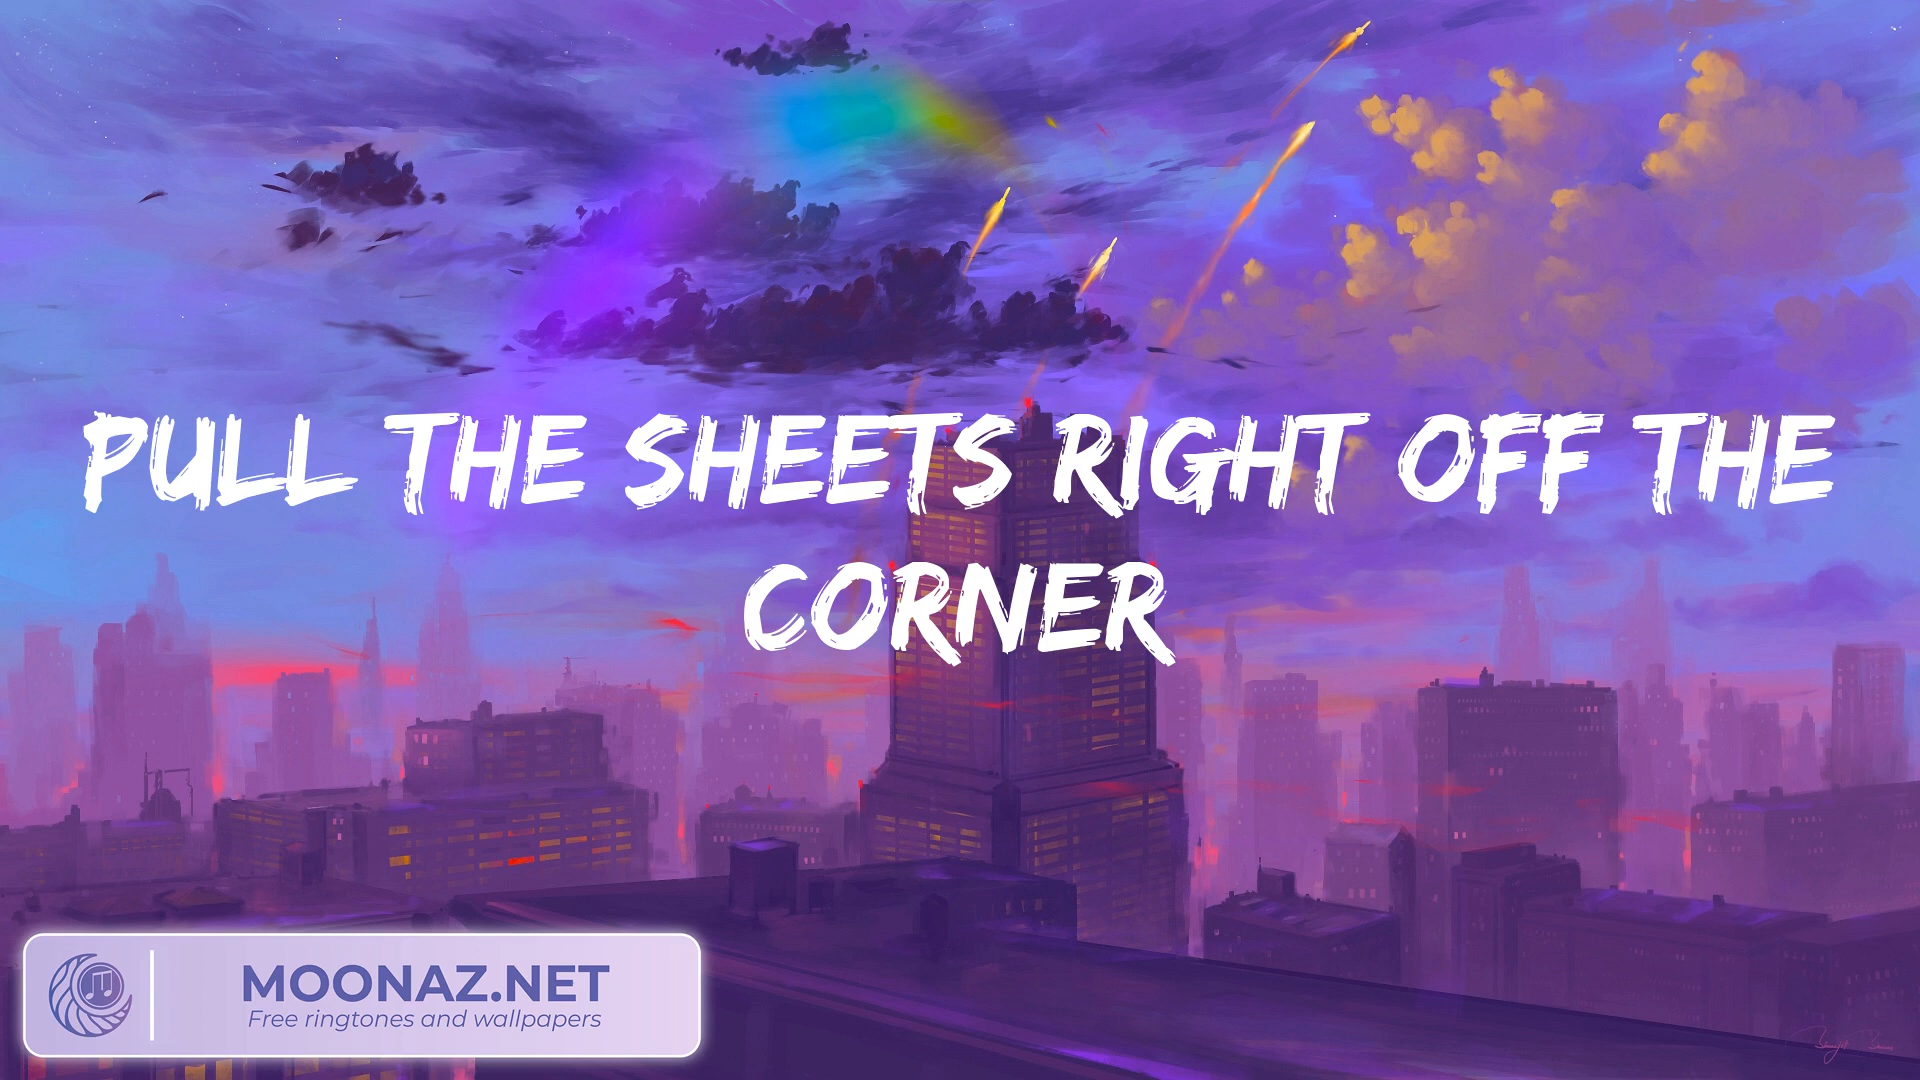 PULL THE SHEETS RIGHT OFF THE
CORNER
MOONAZ.NET
Free ringtones and wallpapers